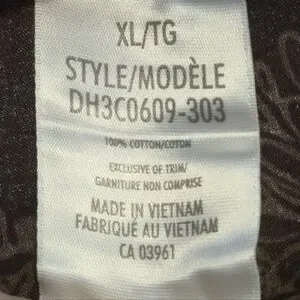 XL/TG
STYLE/MODÈLE
DH3C0609-303
100% COTTON/COTON
EXCLUSIVE OF TRIM/
GARNITURE NON COMPRISE
MADE IN VIETNAM
FABRIQUÉ AU VIETNAM
CA 03961